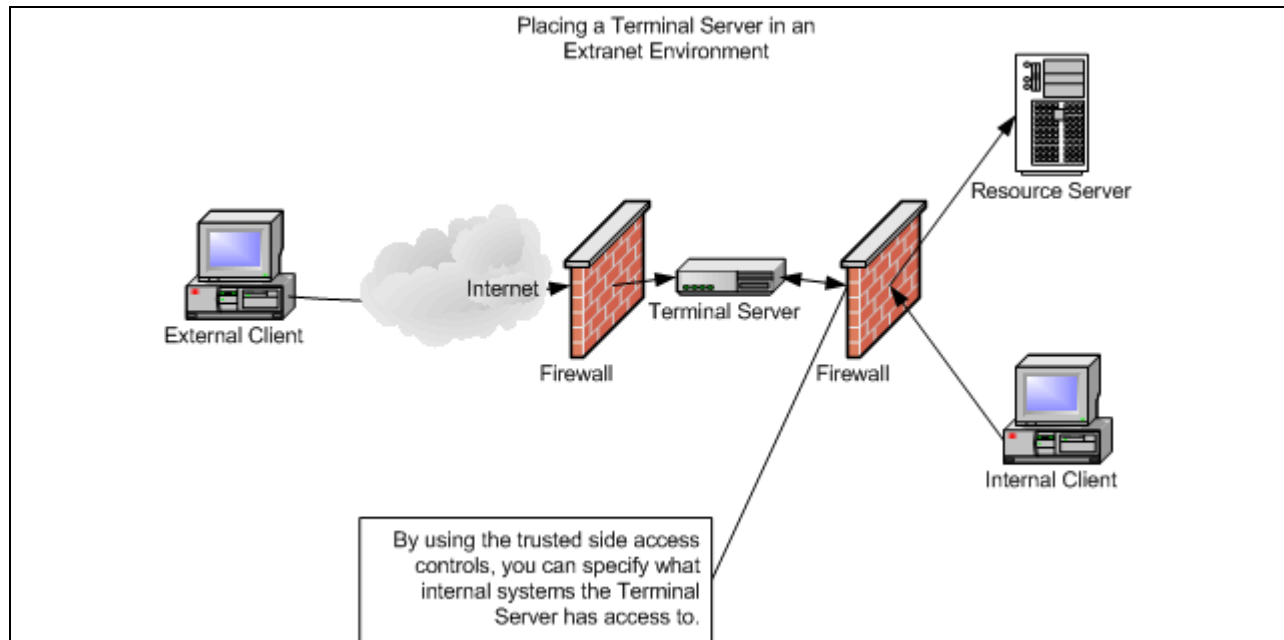 Placing a Terminal Server in an
Extranet Environment
Resource Server
Internet
Terminal Server
External Client
Firewall
Firewall
Internal Client
By using the trusted side access
controls, you can specify what
internal systems the Terminal
Server has access to.